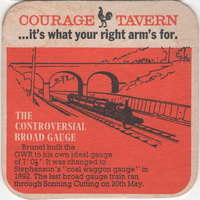 COURAGE TAVERN
...it's what your right arm's for.
THE
CONTROVERSIAL
BROAD GAUGE
Brunel built the
GWR to his own ideal gauge
of 7' 0¼". It was changed to
Stephenson's "coal waggon gauge" in
1892. The last broad gauge train ran
through Sonning Cutting on 20th May.